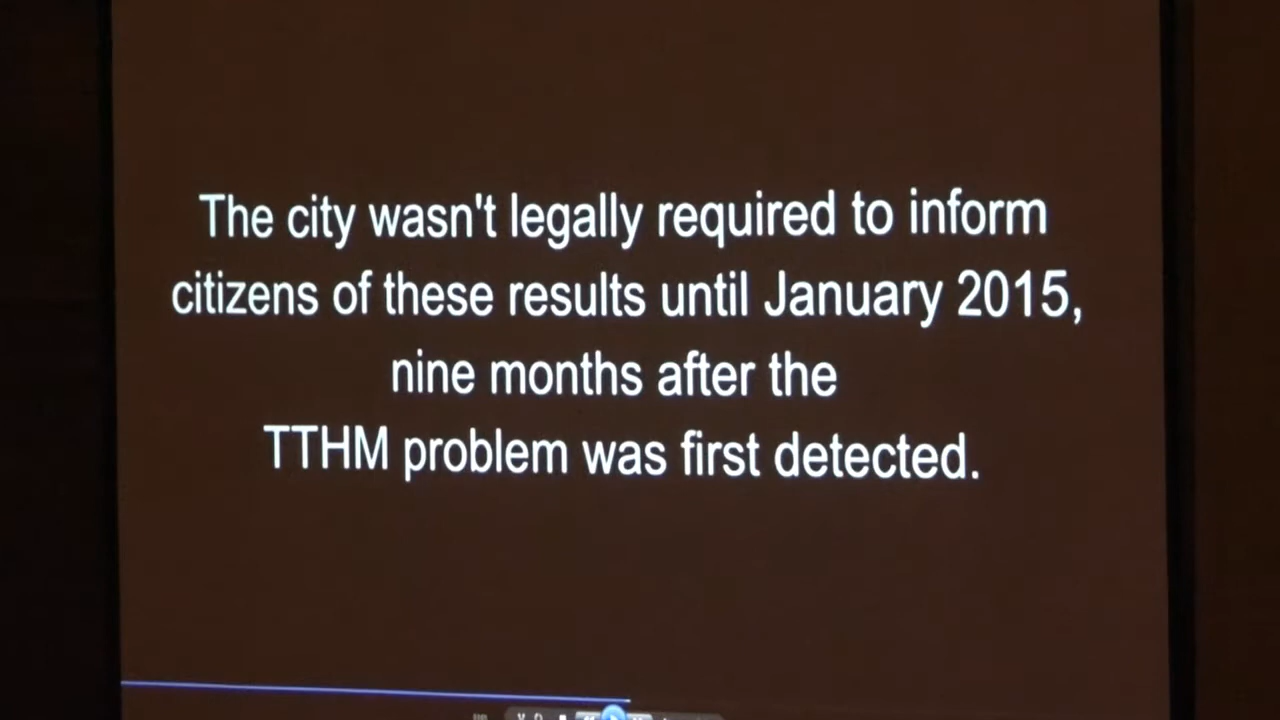 The city wasn't legally required to inform
citizens of these results until January 2015,
nine months after the
TTHM problem was first detected.